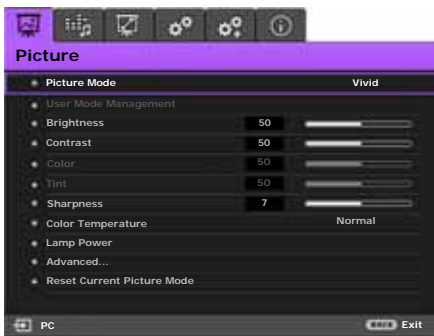 Picture
Picture Mode Vivid
User Mode Management
Brightness 50
Contrast 50
Color 50
Tint 50
Sharpness 7
Color Temperature Normal
Lamp Power
Advanced...
Reset Current Picture Mode
PC Exit